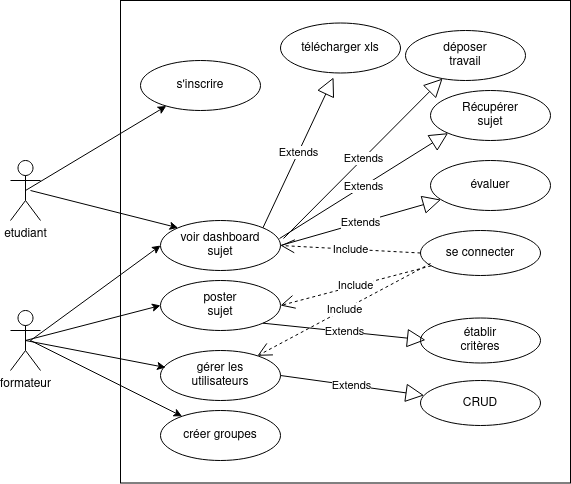 télécharger xls
déposer
travail
s'inscrire
Récupérer
sujet
Extends
Extends
Extends
évaluer
etudiant
Extends
voir dashboard
sujet
Include
se connecter
Include
poster
sujet
Include
Extends
établir
critères
formateur
gérer les
utilisateurs
Extends
CRUD
créer groupes